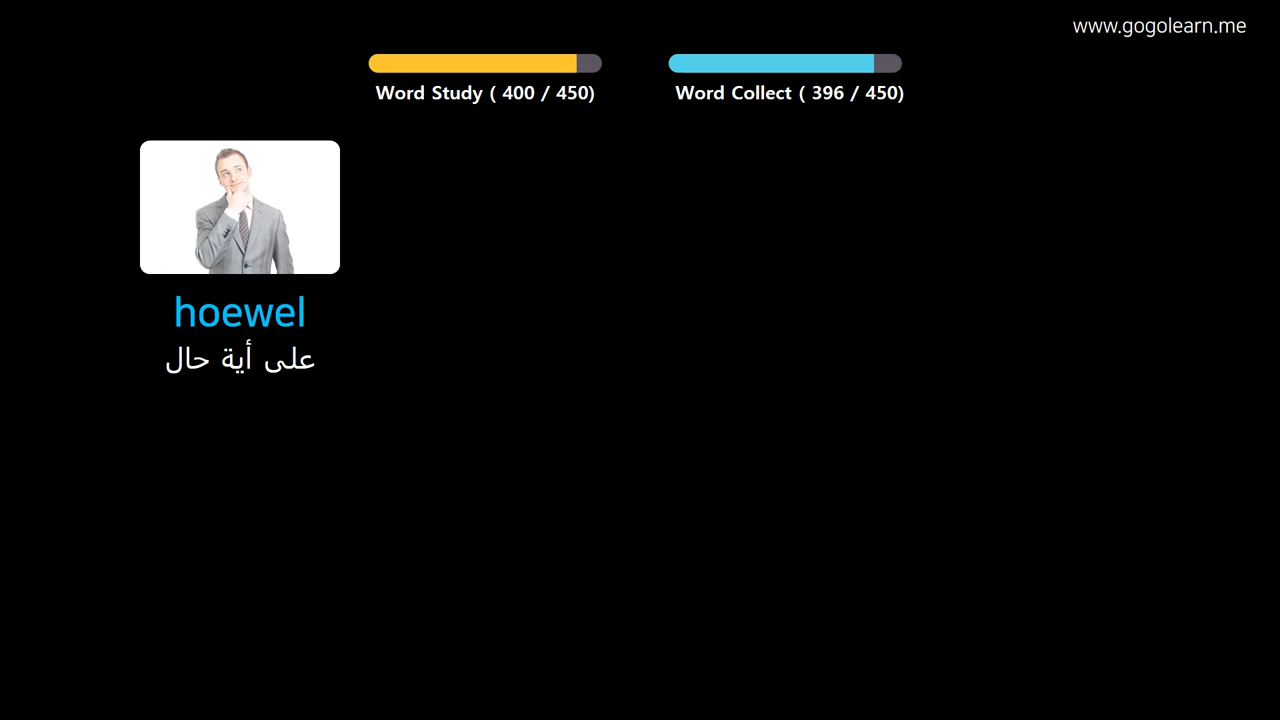 www.gogolearn.me
Word Study ( 400 / 450)
Word Collect ( 396 / 450)
hoewel
على أية حال